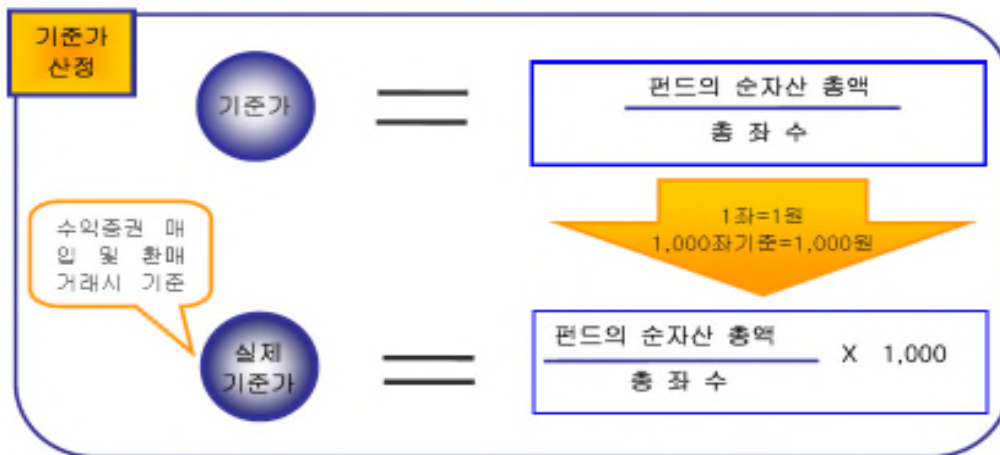 기준가
산정
기준가
펀드의 순자산 총액
총 좌 수
1좌=1원
1,000좌기준=1,000원
수익증권 매
입 및 환매
거래시 기준
실제
기준가
펀드의 순자산 총액
총 좌 수
X 1,000